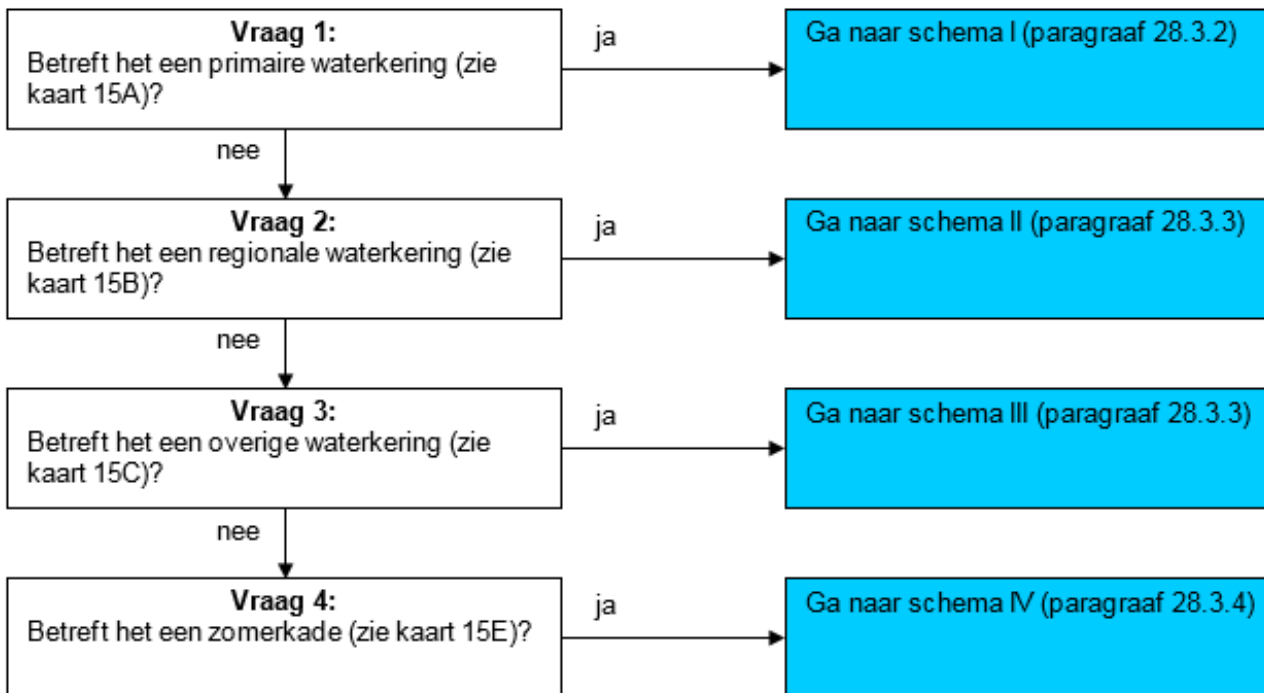 Vraag 1:
Betreft het een primaire waterkering (zie
kaart 15A)?
ja
Ga naar schema I (paragraaf 28.3.2)
nee
Vraag 2:
Betreft het een regionale waterkering (zie
kaart 15B)?
ja
Ga naar schema II (paragraaf 28.3.3)
nee
Vraag 3:
Betreft het een overige waterkering (zie
kaart 15C)?
ja
Ga naar schema III (paragraaf 28.3.3)
nee
Vraag 4:
Betreft het een zomerkade (zie kaart 15E)?
ja
Ga naar schema IV (paragraaf 28.3.4)